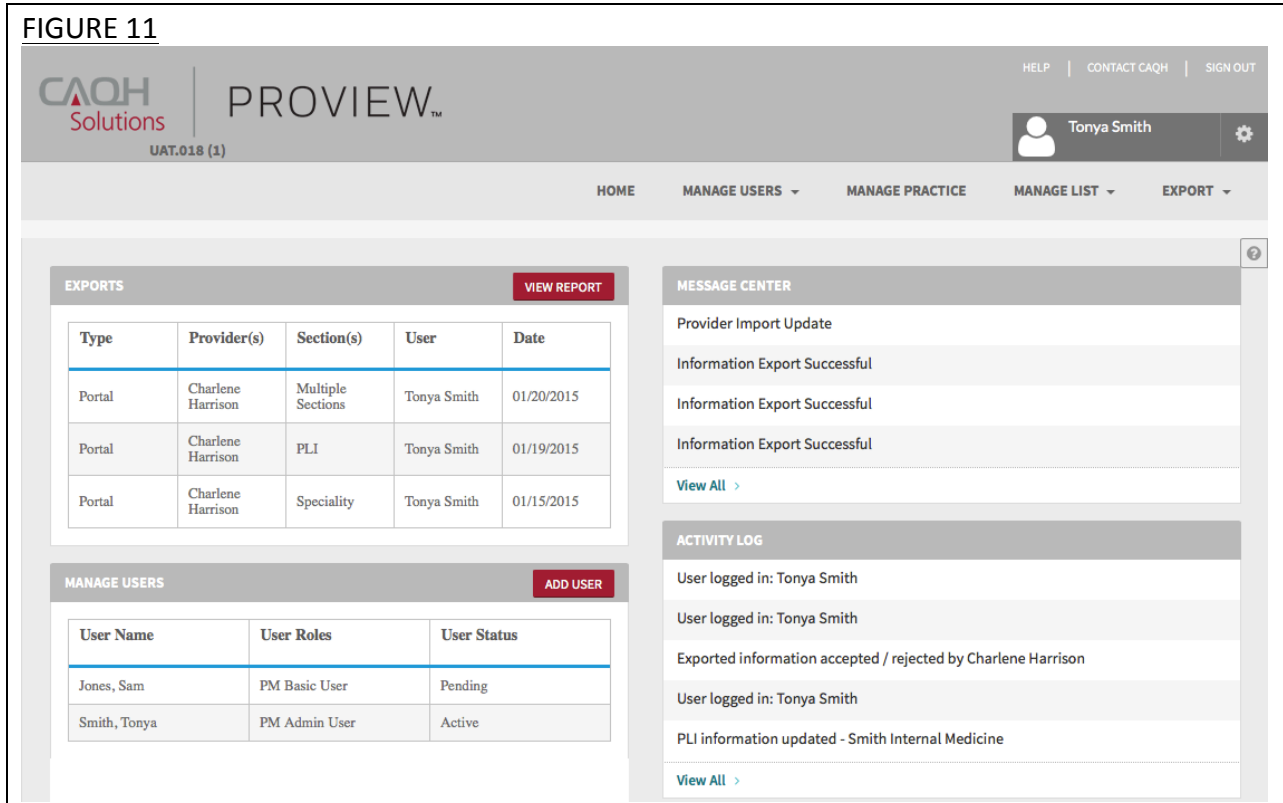 FIGURE 11
HELP | CONTACT CAQH | SIGN OUT
CAQH
Solutions
PROVIEW™
UAT.018 (1)
Tonya Smith
HOME MANAGE USERS MANAGE PRACTICE MANAGE LIST EXPORT
?
EXPORTS VIEW REPORT
Type Provider(s) Section(s) User Date
Portal Charlene Harrison Multiple Sections Tonya Smith 01/20/2015
Portal Charlene Harrison PLI Tonya Smith 01/19/2015
Portal Charlene Harrison Speciality Tonya Smith 01/15/2015
MANAGE USERS ADD USER
User Name User Roles User Status
Jones, Sam PM Basic User Pending
Smith, Tonya PM Admin User Active
MESSAGE CENTER
Provider Import Update
Information Export Successful
Information Export Successful
Information Export Successful
View All >
ACTIVITY LOG
User logged in: Tonya Smith
User logged in: Tonya Smith
Exported information accepted / rejected by Charlene Harrison
User logged in: Tonya Smith
PLI information updated - Smith Internal Medicine
View All >